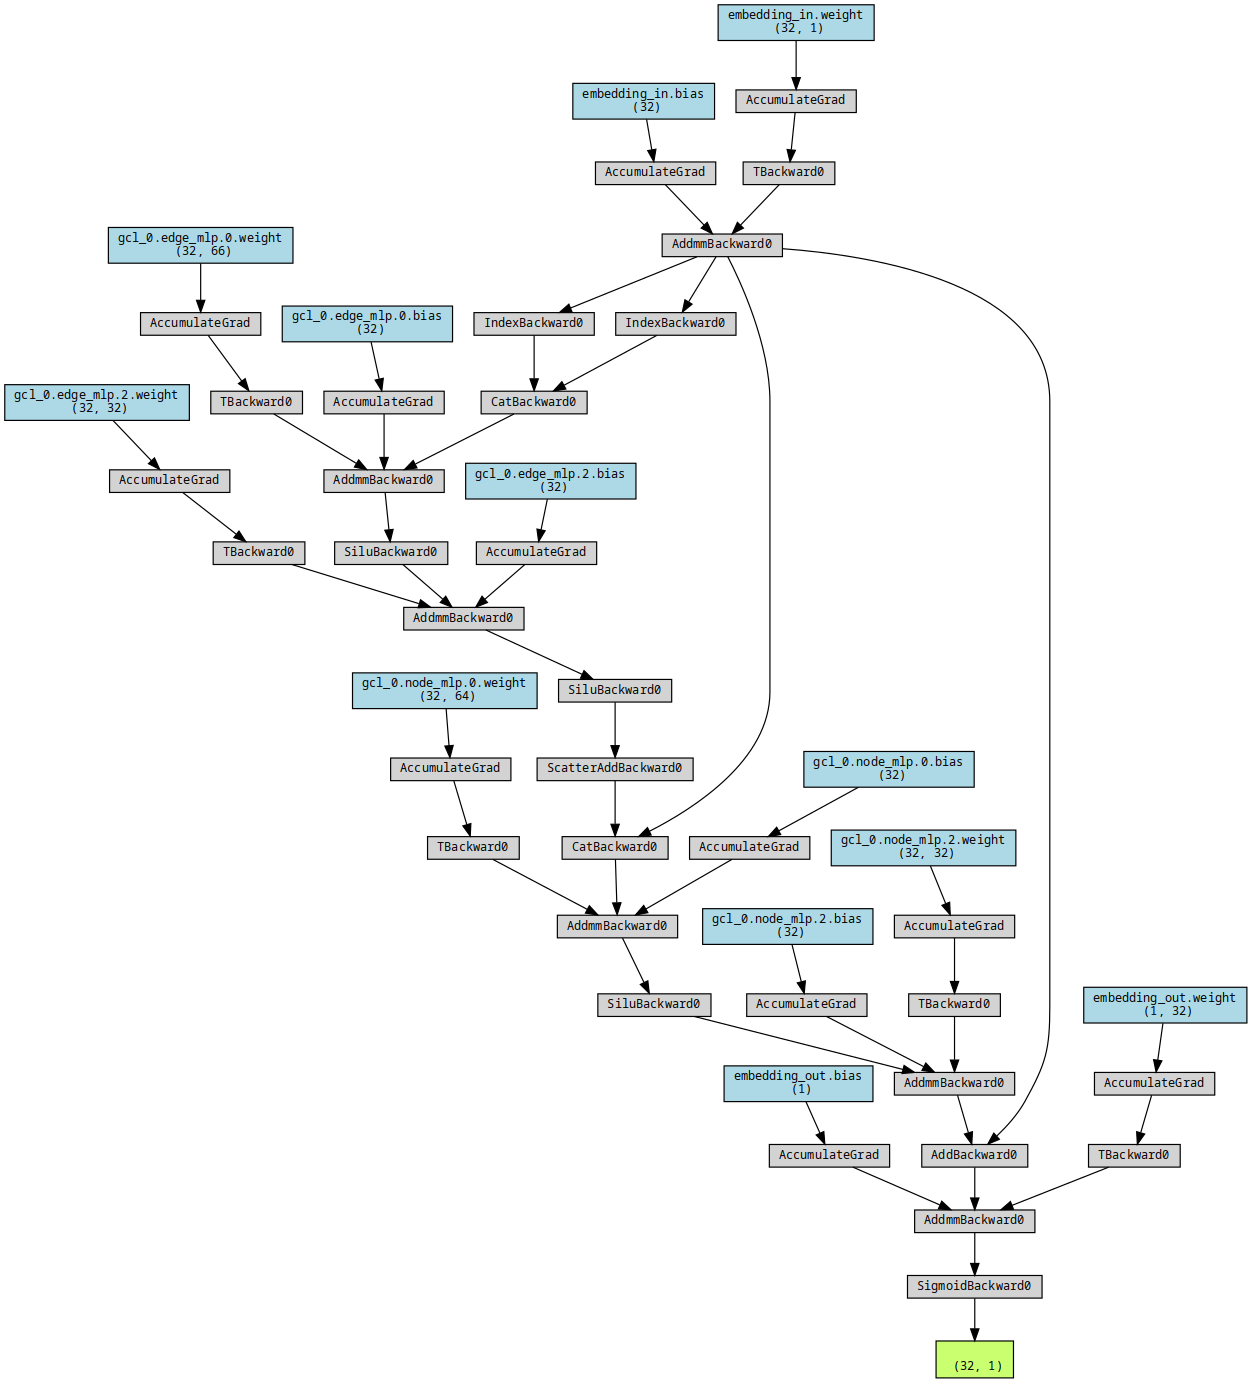 embedding_in.weight
(32, 1)
embedding_in.bias
(32)
AccumulateGrad
AccumulateGrad
TBackward0
gcl_0.edge_mlp.0.weight
(32, 66)
AddmmBackward0
gcl_0.edge_mlp.0.bias
(32)
AccumulateGrad
IndexBackward0
IndexBackward0
gcl_0.edge_mlp.2.weight
(32, 32)
TBackward0
AccumulateGrad
CatBackward0
AccumulateGrad
AddmmBackward0
gcl_0.edge_mlp.2.bias
(32)
TBackward0
SiluBackward0
AccumulateGrad
AddmmBackward0
gcl_0.node_mlp.0.weight
(32, 64)
SiluBackward0
AccumulateGrad
ScatterAddBackward0
gcl_0.node_mlp.0.bias
(32)
TBackward0
CatBackward0
AccumulateGrad
gcl_0.node_mlp.2.weight
(32, 32)
AddmmBackward0
gcl_0.node_mlp.2.bias
(32)
AccumulateGrad
SiluBackward0
AccumulateGrad
TBackward0
embedding_out.weight
(1, 32)
embedding_out.bias
(1)
AddmmBackward0
AccumulateGrad
AccumulateGrad
AddBackward0
TBackward0
AddmmBackward0
SigmoidBackward0
(32, 1)